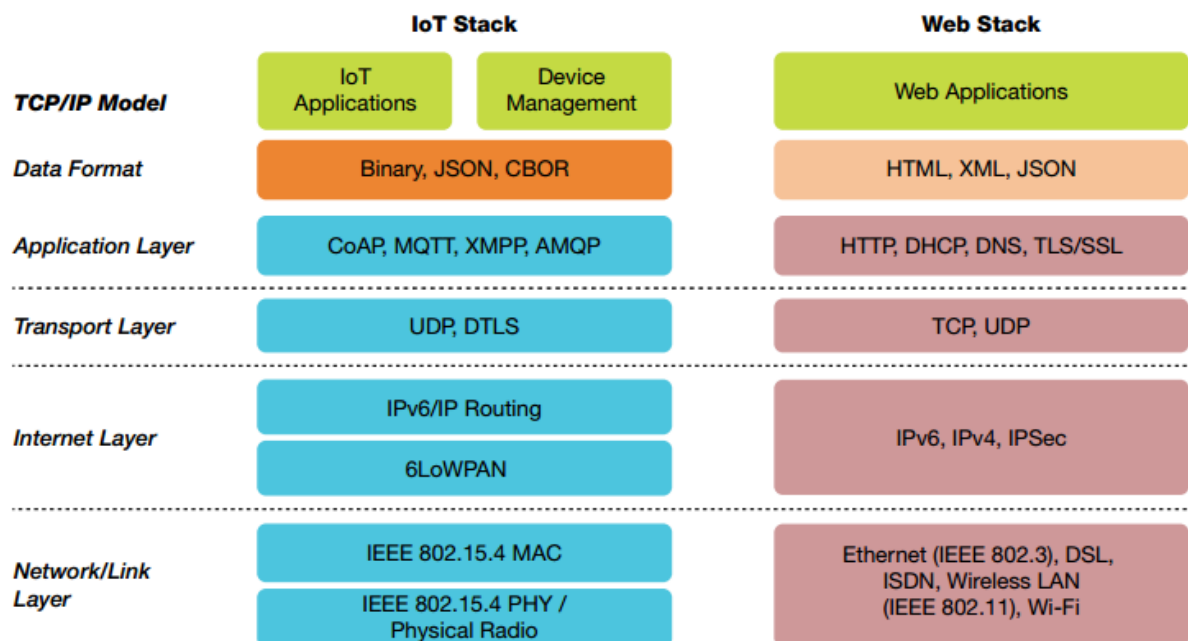 IoT Stack
Web Stack
TCP/IP Model
IoT
Applications
Device
Management
Web Applications
Data Format
Binary, JSON, CBOR
HTML, XML, JSON
Application Layer
CoAP, MQTT, XMPP, AMQP
HTTP, DHCP, DNS, TLS/SSL
Transport Layer
UDP, DTLS
TCP, UDP
Internet Layer
IPv6/IP Routing
6LoWPAN
IPv6, IPv4, IPSec
Network/Link
Layer
IEEE 802.15.4 MAC
IEEE 802.15.4 PHY /
Physical Radio
Ethernet (IEEE 802.3), DSL,
ISDN, Wireless LAN
(IEEE 802.11), Wi-Fi